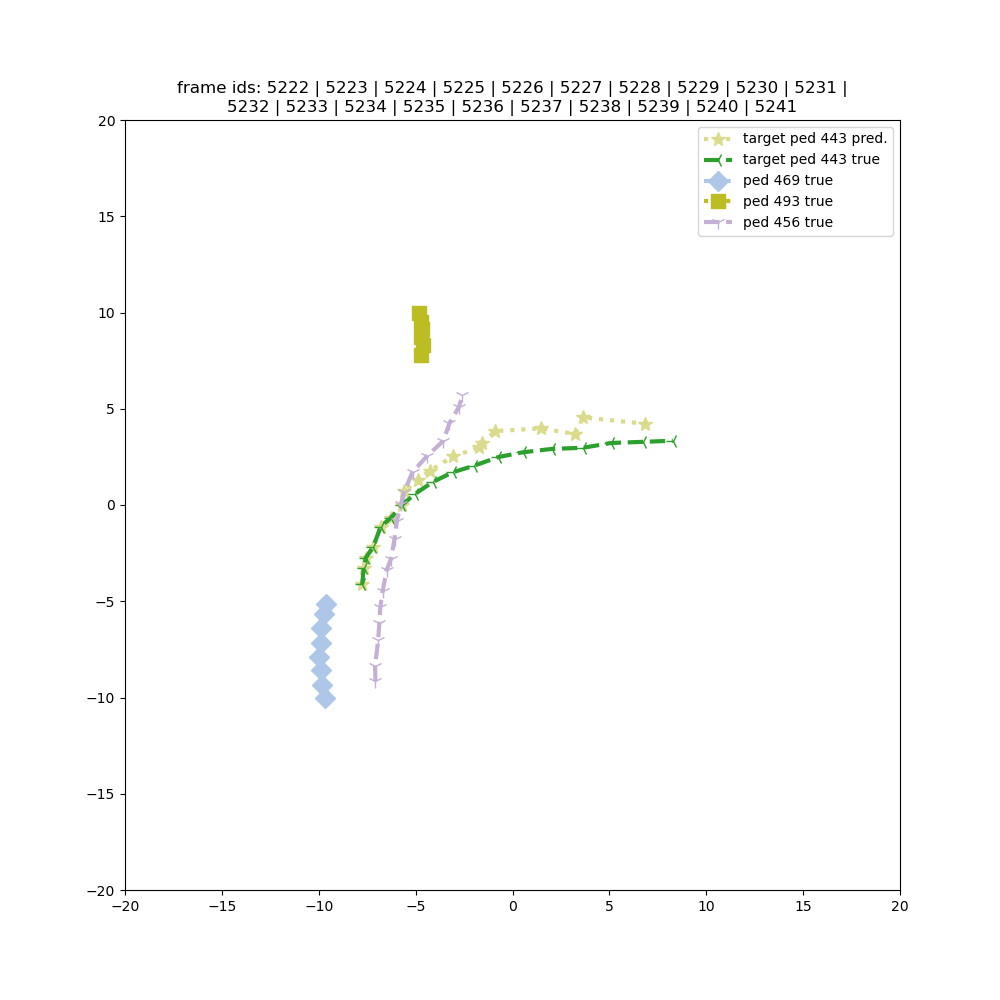 frame ids: 5222 | 5223 | 5224 | 5225 | 5226 | 5227 | 5228 | 5229 | 5230 | 5231 |
5232 | 5233 | 5234 | 5235 | 5236 | 5237 | 5238 | 5239 | 5240 | 5241
target ped 443 pred.
target ped 443 true
ped 469 true
ped 493 true
ped 456 true
20
15
10
5
0
−5
−10
−15
−20
−20 −15 −10 −5 0 5 10 15 20